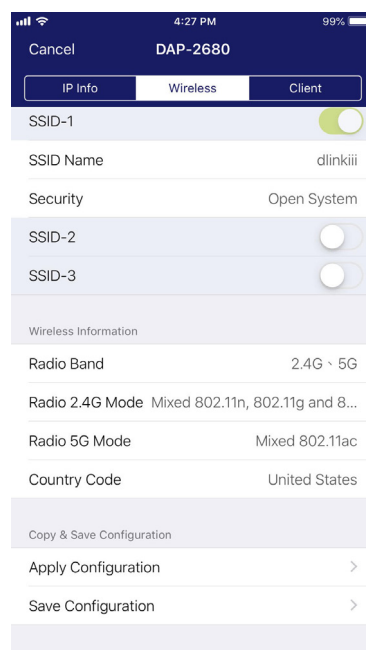 4:27 PM
99%
Cancel DAP-2680
IP Info Wireless Client
SSID-1
SSID Name dlinkiii
Security Open System
SSID-2
SSID-3
Wireless Information
Radio Band 2.4G、5G
Radio 2.4G Mode Mixed 802.11n, 802.11g and 8...
Radio 5G Mode Mixed 802.11ac
Country Code United States
Copy & Save Configuration
Apply Configuration
Save Configuration